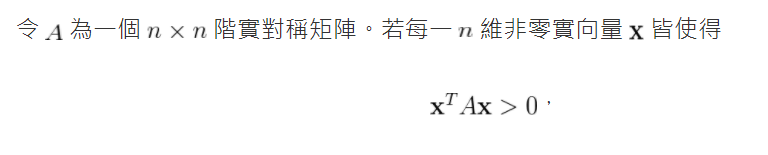 令 A 為一個 n × n 階實對稱矩陣。若每一 n 維非零實向量 x 皆使得
x^T Ax > 0，